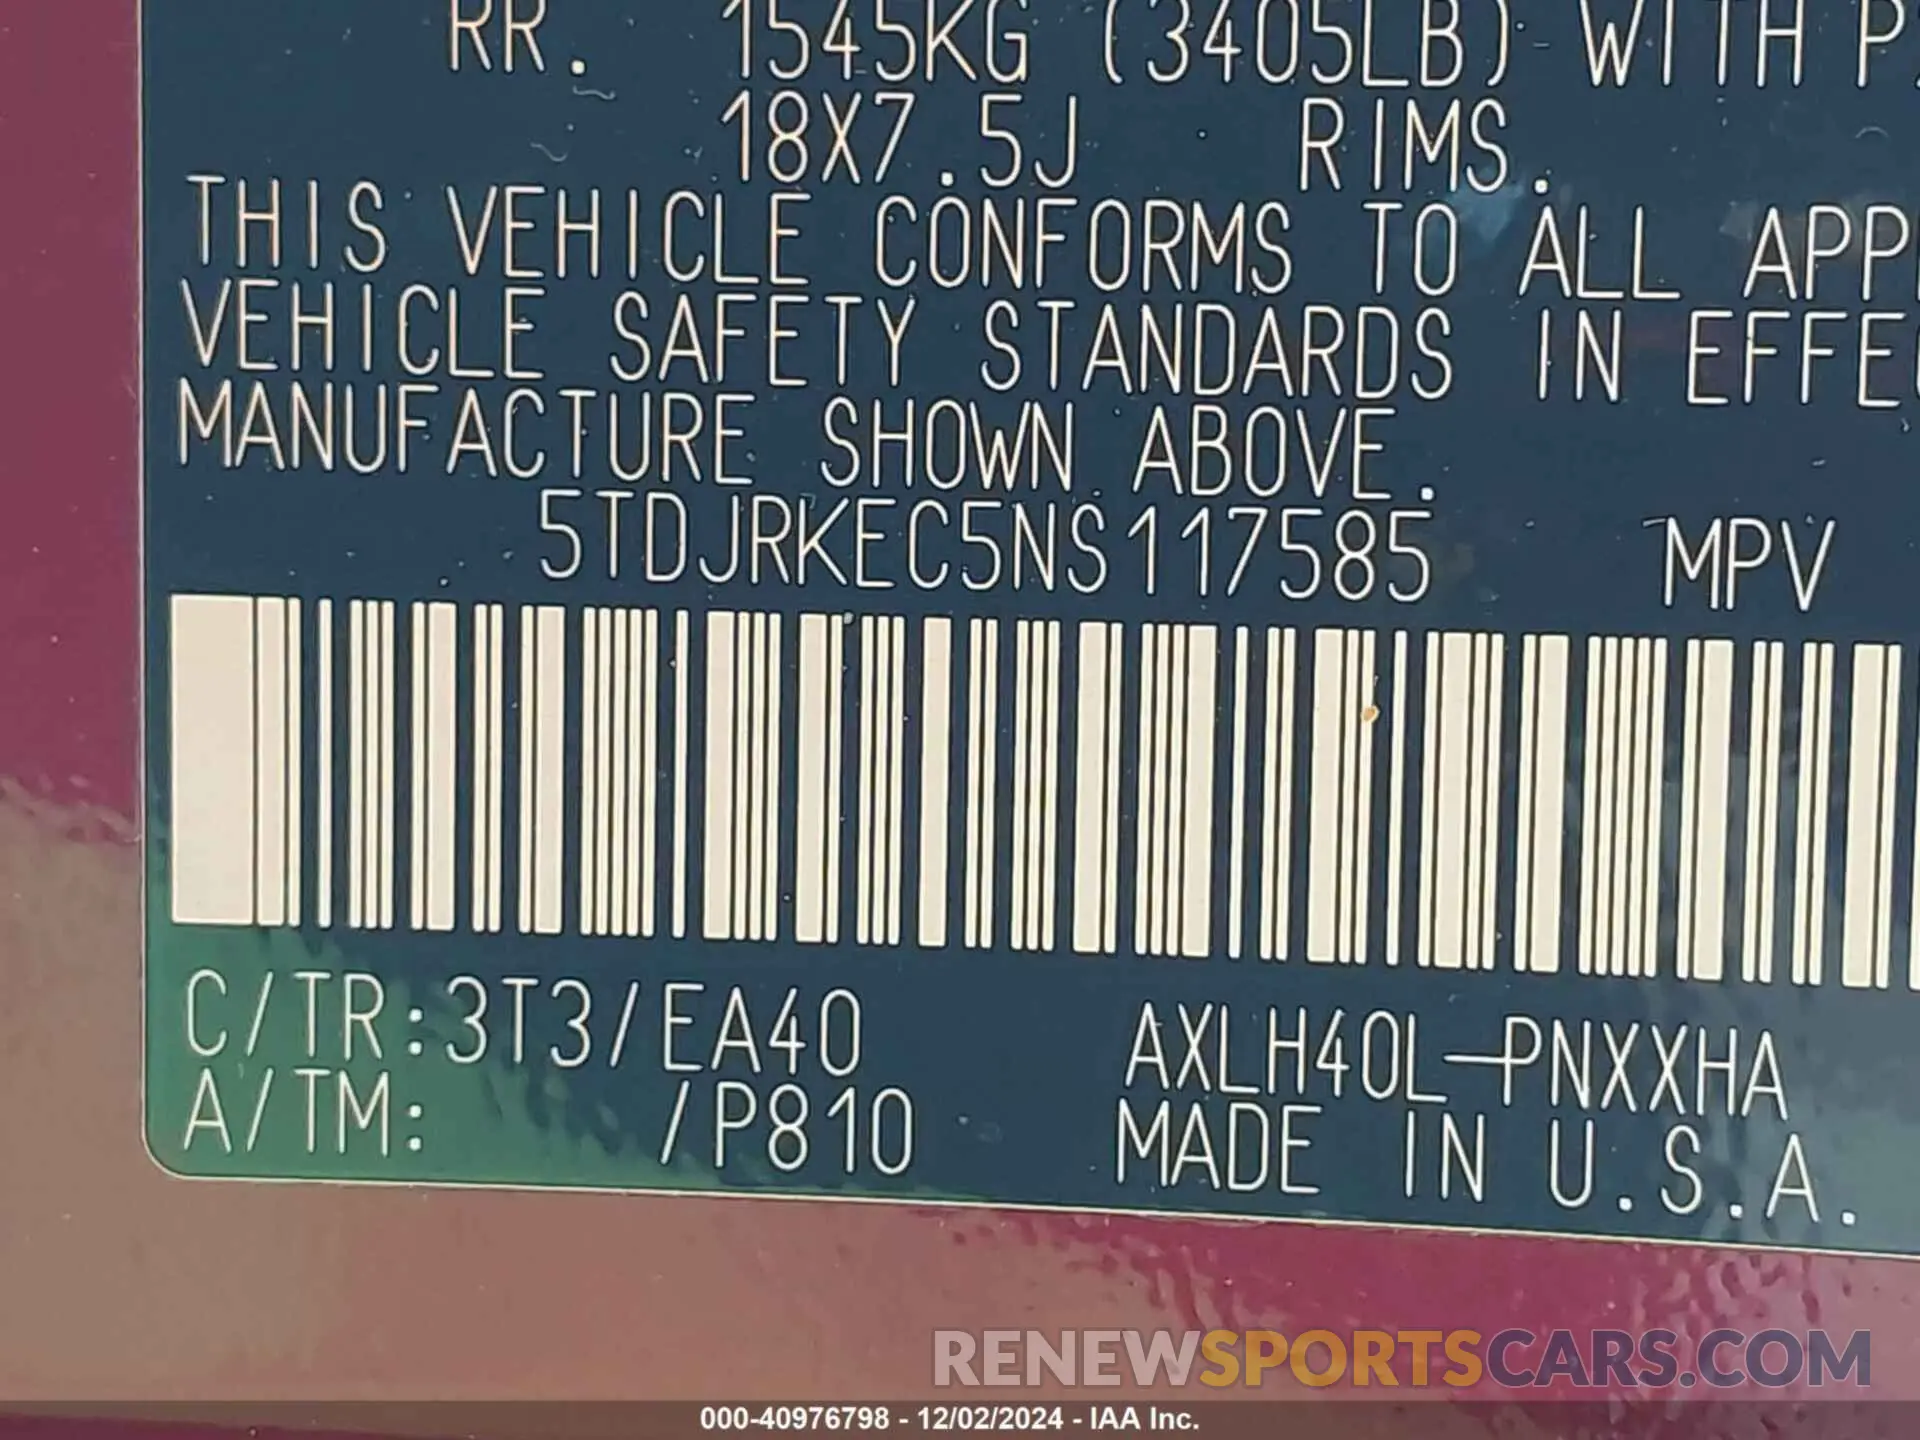 RR. 1545KG (3405LB) WITH
18X7.5J RIMS.
THIS VEHICLE CONFORMS TO ALL
VEHICLE SAFETY STANDARDS IN
MANUFACTURE SHOWN ABOVE.
5TDJRKEC5NS117585 MPV
C/TR:3T3/EA40 AXLH40L-PNXXHA
A/TM: /P810 MADE IN U.S.A.
RENEWSPORTSCARS.COM
000-40976798 - 12/02/2024 - IAA Inc.